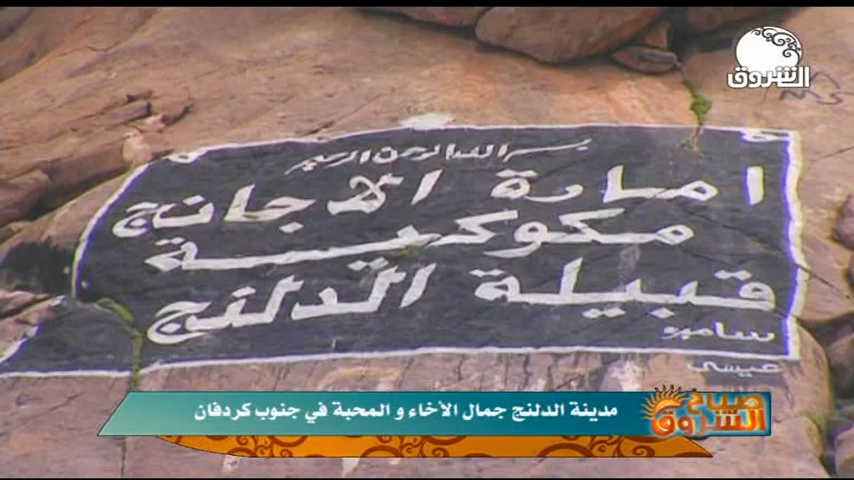 الشروق
بسم الله الرحمن الرحيم
امارة الاجانج
مكوكية
قبيلة الدلنج
سامبو
عيسى
مدينة الدلنج جمال الأخاء و المحبة في جنوب كردفان
صباح الشروق